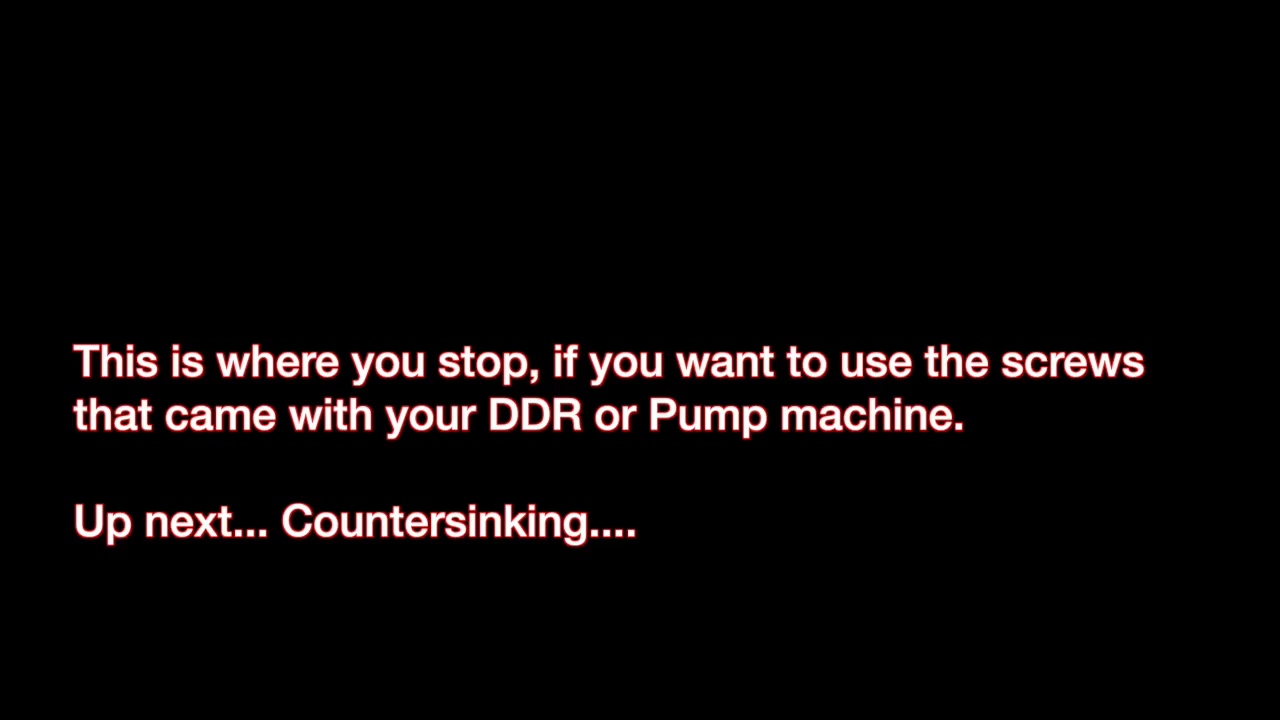 This is where you stop, if you want to use the screws
that came with your DDR or Pump machine.
Up next... Countersinking....